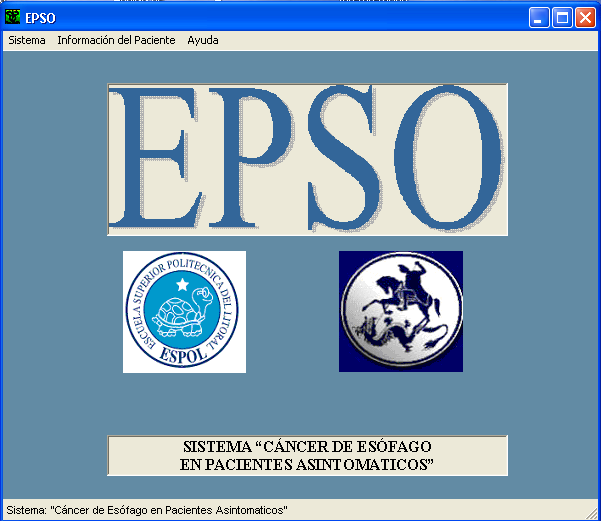 EPSO
Sistema Información del Paciente Ayuda
EPSO
ESCUELA SUPERIOR POLITECNICA DEL LITORAL
ESPOL
SISTEMA “CÁNCER DE ESÓFAGO
EN PACIENTES ASINTOMATICOS”
Sistema: "Cáncer de Esófago en Pacientes Asintomaticos"